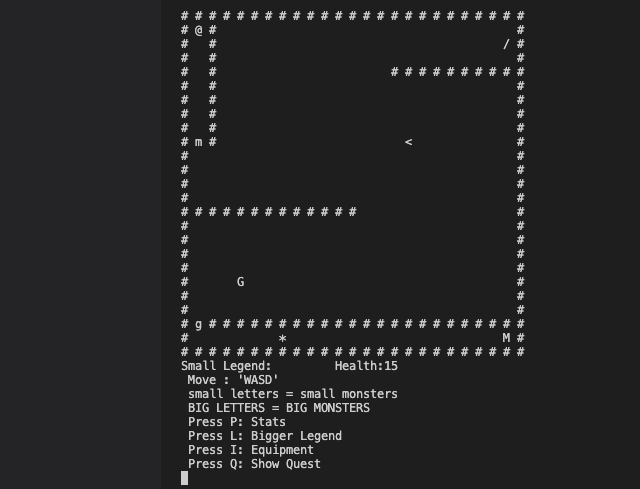 # # # # # # # # # # # # # # # # # # # # # # # # #
# @ #                                           #
#   #                                         / #
#   #                                           #
#   #                         # # # # # # # # # #
#   #                                           #
#   #                                           #
#   #                                           #
#   #                                           #
# m #                           <               #
#                                               #
#                                               #
#                                               #
#                                               #
# # # # # # # # # # # # #                       #
#                                               #
#                                               #
#                                               #
#                                               #
#       G                                       #
#                                               #
#                                               #
# g # # # # # # # # # # # # # # # # # # # # # # #
#             *                               M #
# # # # # # # # # # # # # # # # # # # # # # # # #
Small Legend:         Health:15
 Move : 'WASD'
 small letters = small monsters
 BIG LETTERS = BIG MONSTERS
 Press P: Stats
 Press L: Bigger Legend
 Press I: Equipment
 Press Q: Show Quest